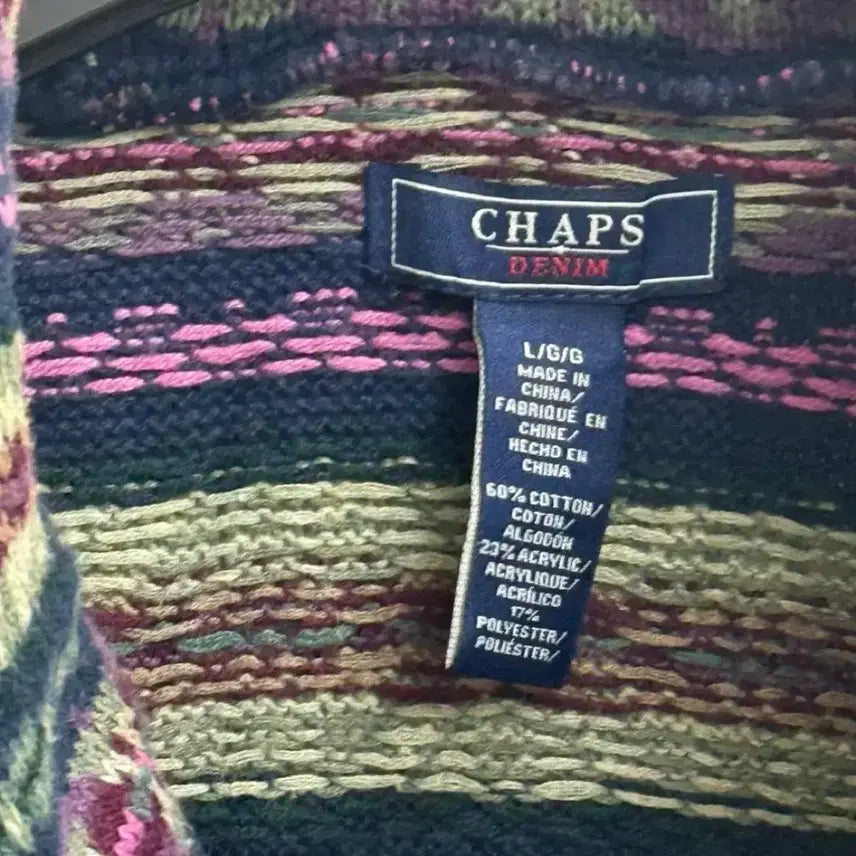 CHAPS
DENIM
L/G/G
MADE IN
CHINA/
FABRIQUÉ EN
CHINE/
HECHO EN
CHINA
60% COTTON/
COTON/
ALGODÓN
23% ACRYLIC/
ACRYLIQUE/
ACRÍLICO
17%
POLYESTER/
POLIÉSTER/